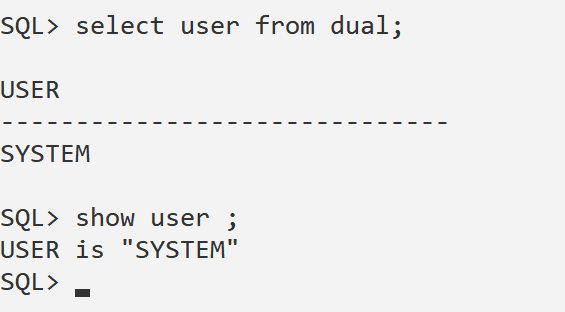 SQL> select user from dual;
USER
------------------------------
SYSTEM
SQL> show user ;
USER is "SYSTEM"
SQL>